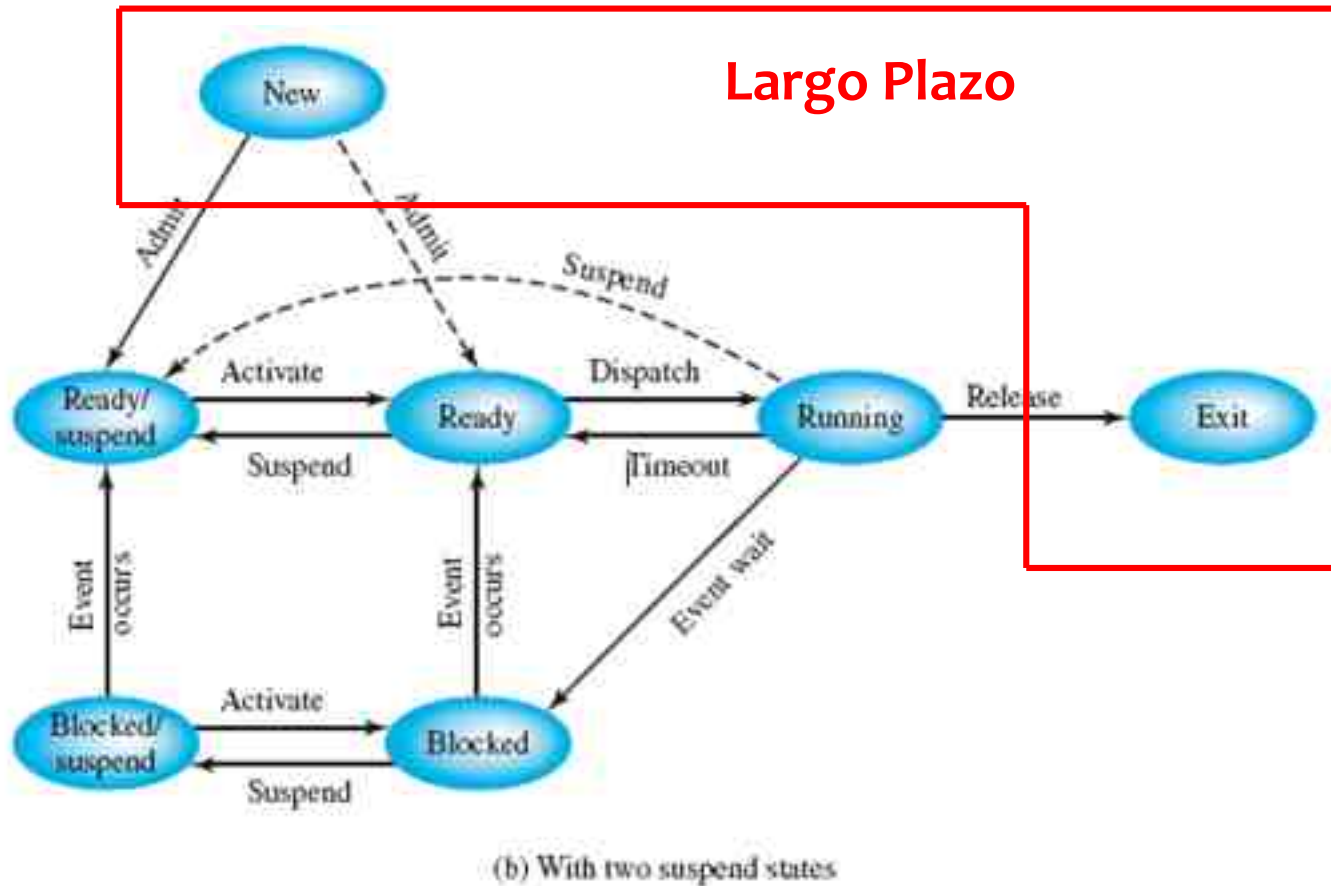 Largo Plazo
New
Admit
Admit
Suspend
Ready/
suspend
Activate
Suspend
Ready
Dispatch
Timeout
Running
Release
Exit
Event
occurs
Event
occurs
Event wait
Blocked/
suspend
Activate
Suspend
Blocked
(b) With two suspend states